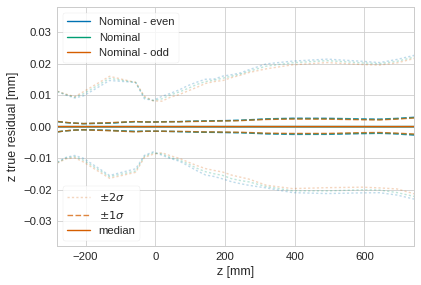 0.03
0.02
0.01
0.00
−0.01
−0.02
−0.03
z true residual [mm]
Nominal - even
Nominal
Nominal - odd
±2σ
±1σ
median
−200
0
200
400
600
z [mm]